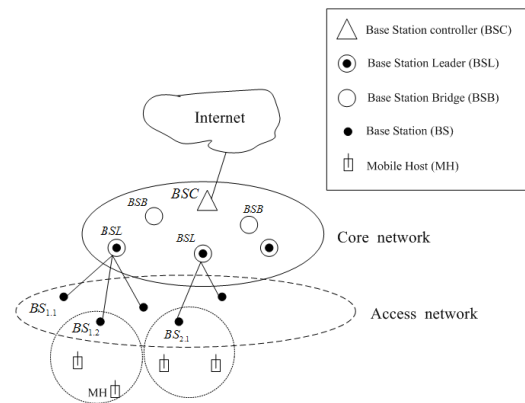 Base Station controller (BSC)
Base Station Leader (BSL)
Base Station Bridge (BSB)
Base Station (BS)
Mobile Host (MH)
Internet
BSC
BSB
BSB
BSL
BSL
Core network
BS1.1
BS1.2
BS2.1
Access network
MH